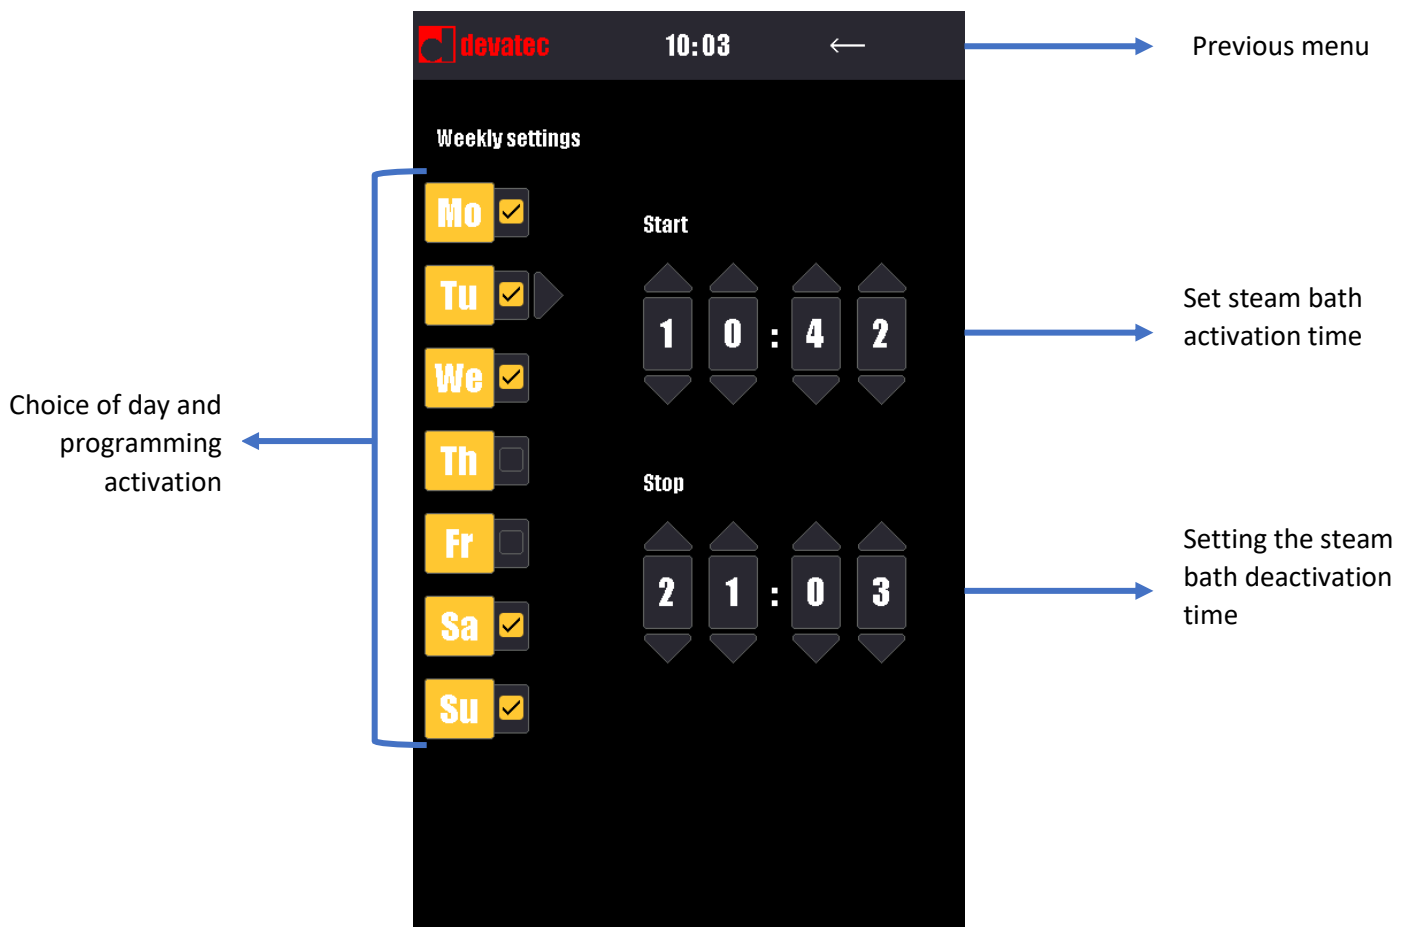 devatec
10:03
Previous menu
Weekly settings
Mo
Tu
We
Th
Fr
Sa
Su
Choice of day and
programming
activation
Start
1 0 : 4 2
Set steam bath
activation time
Stop
2 1 : 0 3
Setting the steam
bath deactivation
time